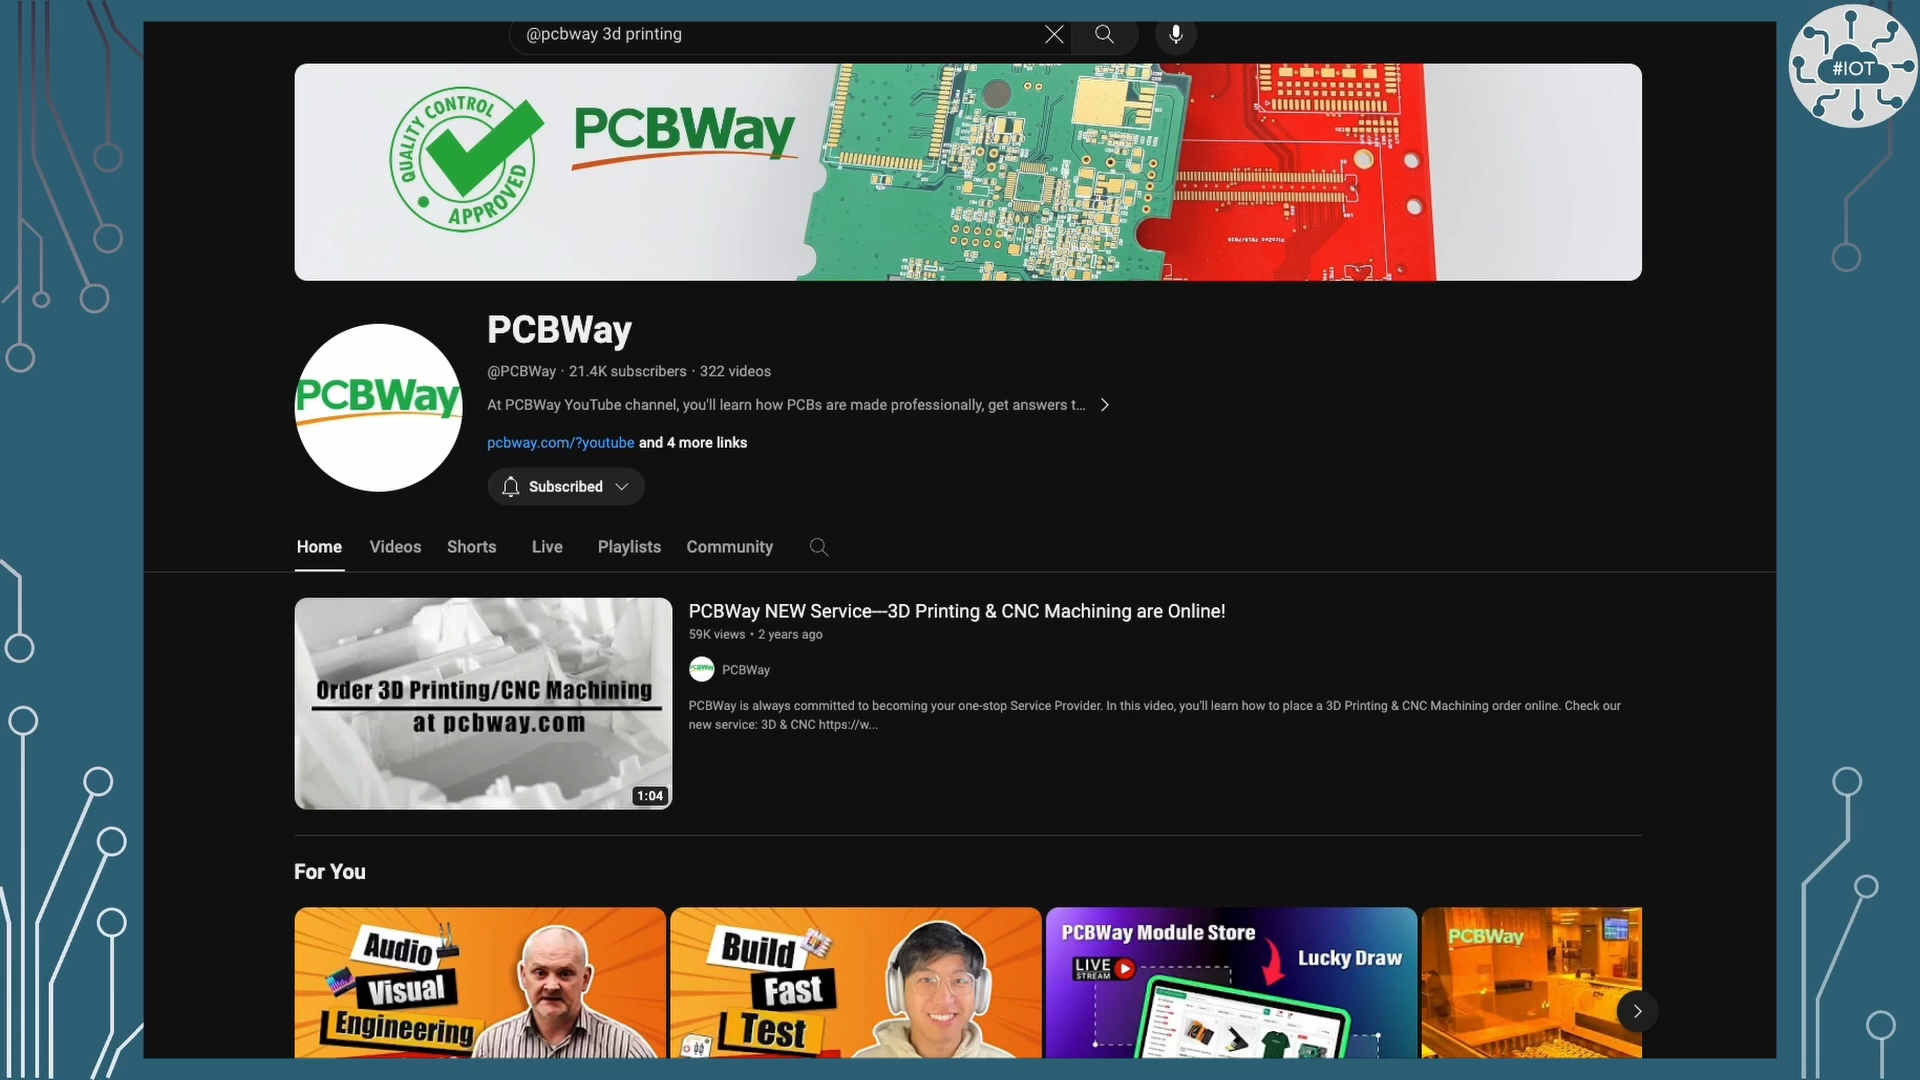 @pcbway 3d printing
#IOT
QUALITY CONTROL
APPROVED
PCBWay
PCBWay
PCBWay
@PCBWay · 21.4K subscribers · 322 videos
At PCBWay YouTube channel, you'll learn how PCBs are made professionally, get answers t...
pcbway.com/?youtube and 4 more links
Subscribed
Home Videos Shorts Live Playlists Community
Order 3D Printing/CNC Machining
at pcbway.com
1:04
PCBWay NEW Service---3D Printing & CNC Machining are Online!
59K views • 2 years ago
PCBWay
PCBWay
PCBWay is always committed to becoming your one-stop Service Provider. In this video, you'll learn how to place a 3D Printing & CNC Machining order online. Check our
new service: 3D & CNC https://w...
For You
Audio
Visual
Engineering
Build
Fast
Test
PCBWay Module Store
LIVE
STREAM
Lucky Draw
PCBWay